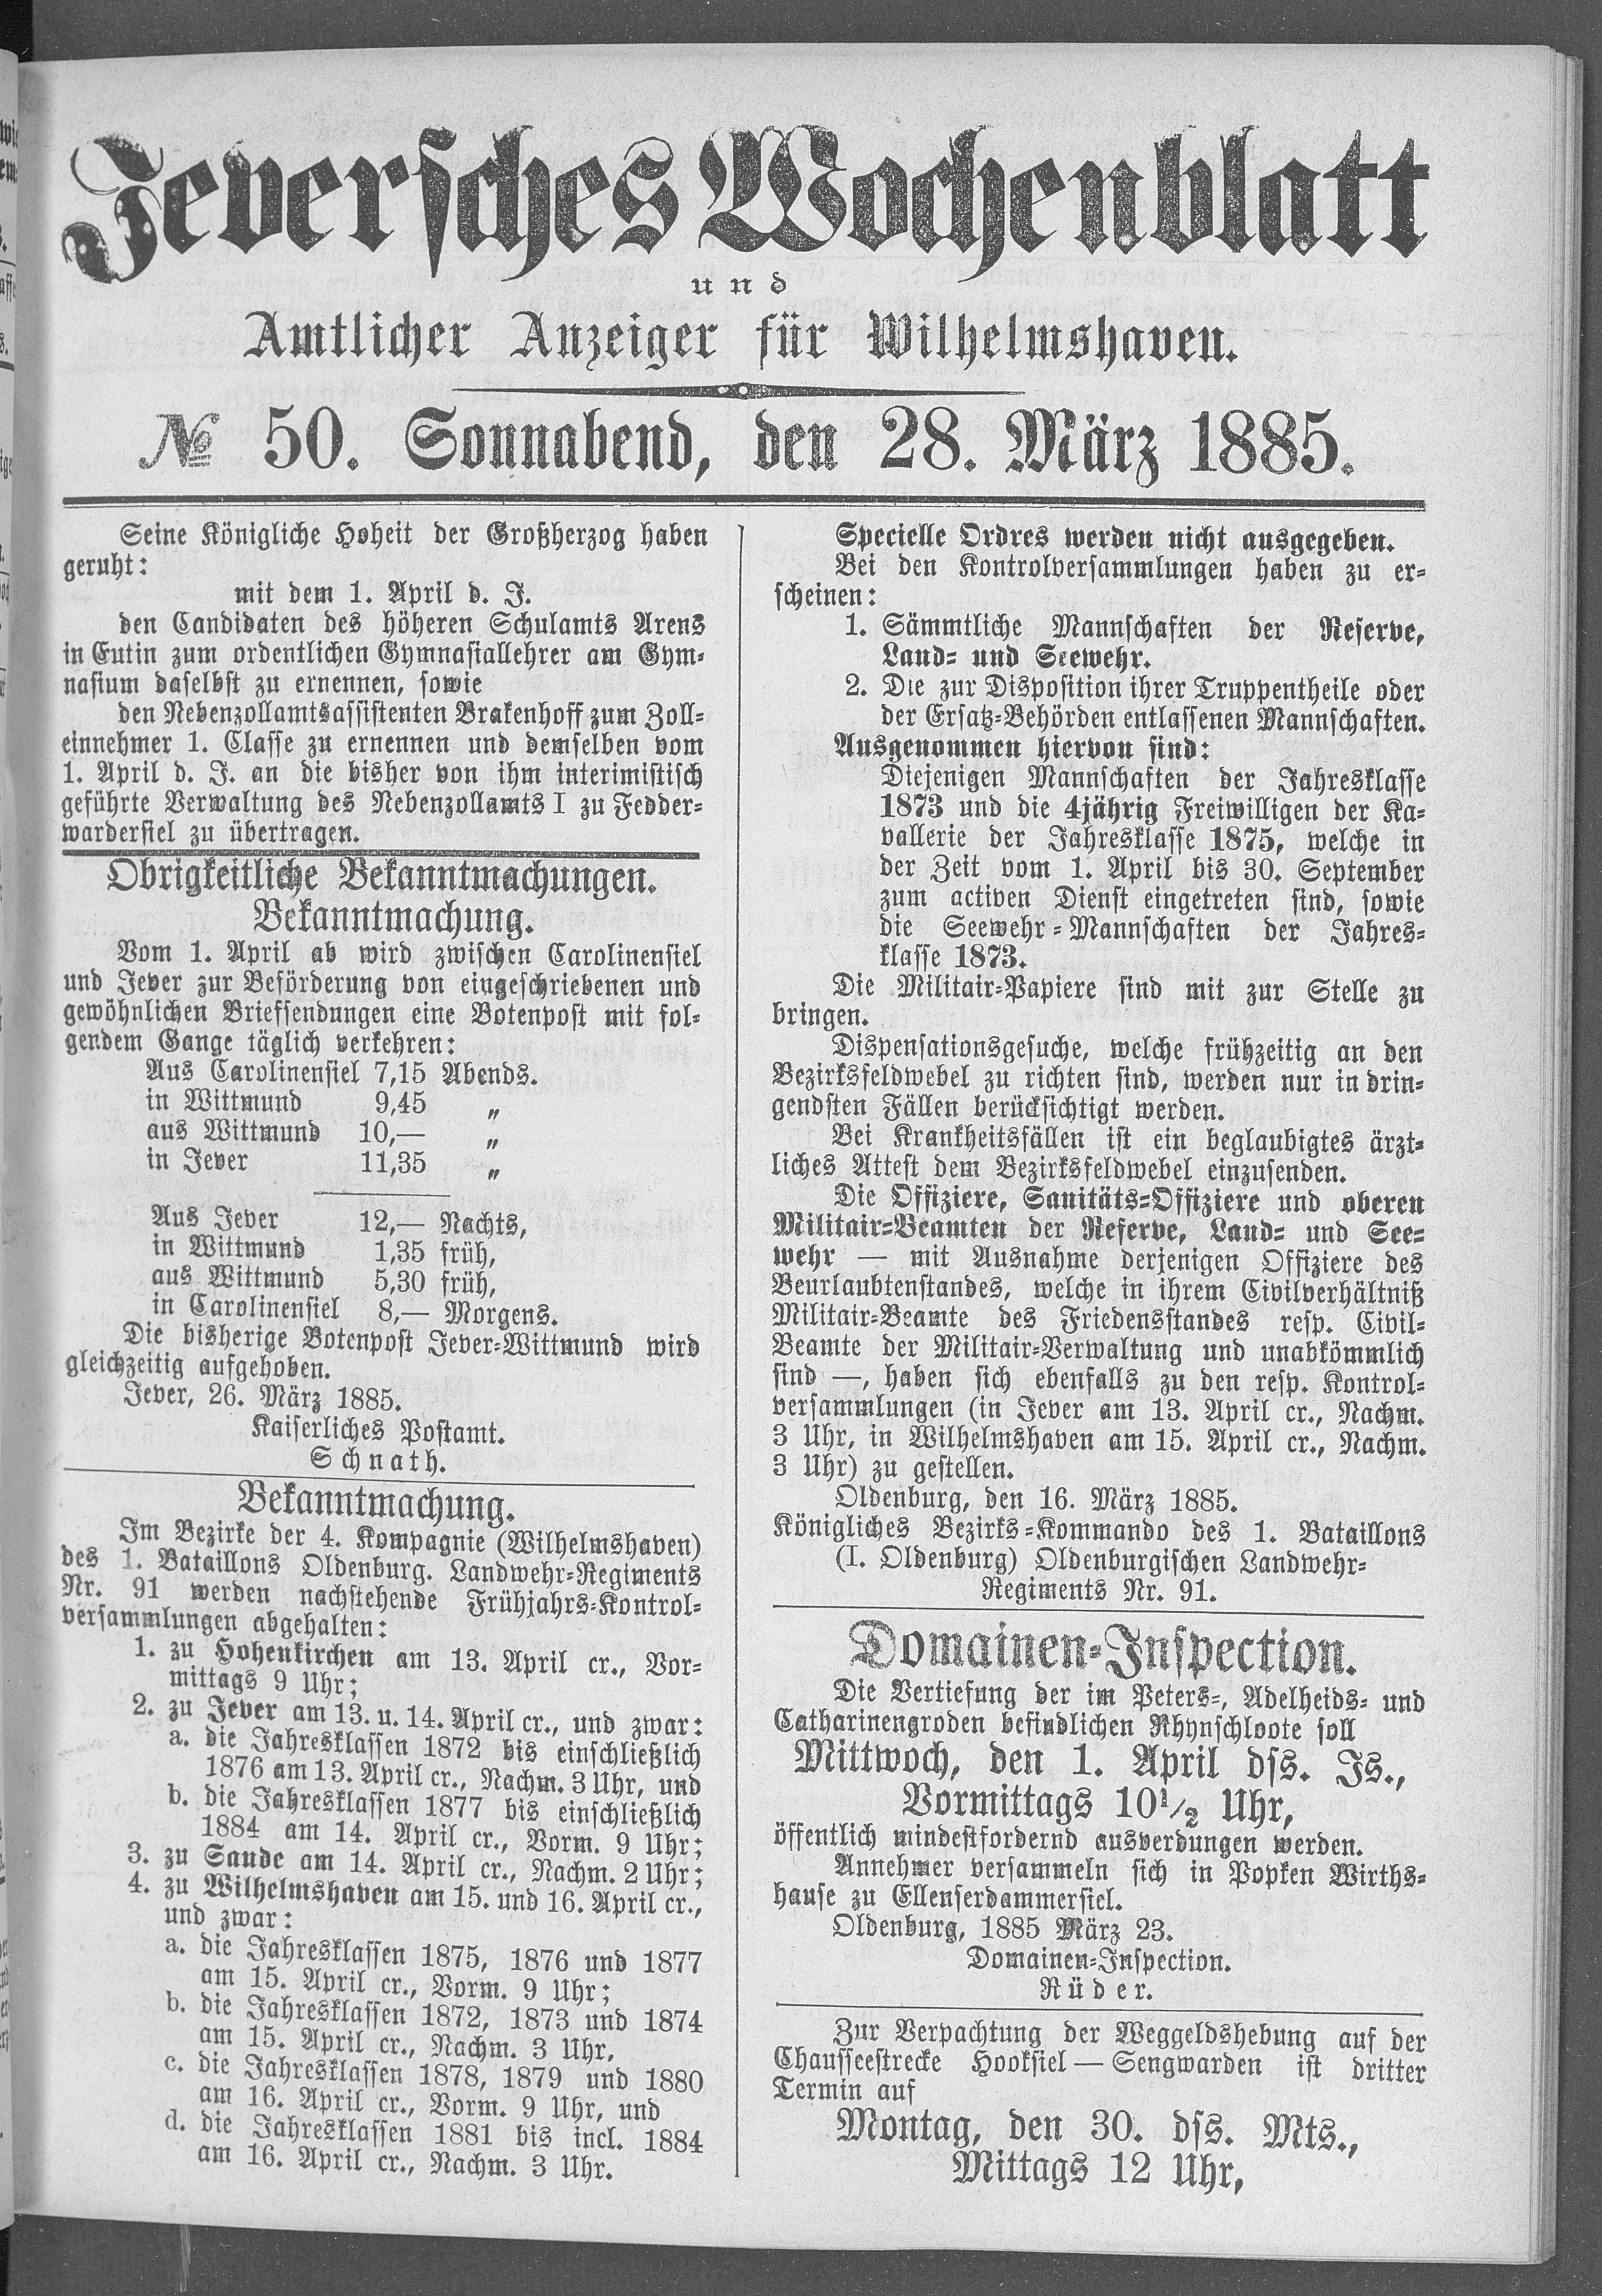 Jeversches Wochenblatt
und
Amtlicher Anzeiger für Wilhelmshaven.
№ 50. Sonnabend, den 28. März 1885.
Seine Königliche Hoheit der Großherzog haben
geruht:
mit dem 1. April d. J.
den Candidaten des höheren Schulamts Arens
in Eutin zum ordentlichen Gymnasiallehrer am Gym-
nasium daselbst zu ernennen, sowie
den Nebenzollamtsassistenten Brakenhoff zum Zoll-
einnehmer 1. Classe zu ernennen und demselben vom
1. April d. J. an die bisher von ihm interimistisch
geführte Verwaltung des Nebenzollamts I zu Fedder-
wardersiel zu übertragen.
Obrigkeitliche Bekanntmachungen.
Bekanntmachung.
Vom 1. April ab wird zwischen Carolinensiel
und Jever zur Beförderung von eingeschriebenen und
gewöhnlichen Briefsendungen eine Botenpost mit fol-
gendem Gange täglich verkehren:
Aus Carolinensiel 7,15 Abends.
in Wittmund 9,45 „
aus Wittmund 10,— „
in Jever 11,35 „
Aus Jever 12,— Nachts,
in Wittmund 1,35 früh,
aus Wittmund 5,30 früh,
in Carolinensiel 8,— Morgens.
Die bisherige Botenpost Jever-Wittmund wird
gleichzeitig aufgehoben.
Jever, 26. März 1885.
Kaiserliches Postamt.
Schnath.
Bekanntmachung.
Im Bezirke der 4. Kompagnie (Wilhelmshaven)
des 1. Bataillons Oldenburg. Landwehr-Regiments
Nr. 91 werden nachstehende Frühjahrs-Kontrol-
versammlungen abgehalten:
1. zu Hohenkirchen am 13. April cr., Vor-
mittags 9 Uhr;
2. zu Jever am 13. u. 14. April cr., und zwar:
a. die Jahresklassen 1872 bis einschließlich
1876 am 13. April cr., Nachm. 3 Uhr, und
b. die Jahresklassen 1877 bis einschließlich
1884 am 14. April cr., Vorm. 9 Uhr;
3. zu Sande am 14. April cr., Nachm. 2 Uhr;
4. zu Wilhelmshaven am 15. und 16. April cr.,
und zwar:
a. die Jahresklassen 1875, 1876 und 1877
am 15. April cr., Vorm. 9 Uhr;
b. die Jahresklassen 1872, 1873 und 1874
am 15. April cr., Nachm. 3 Uhr,
c. die Jahresklassen 1878, 1879 und 1880
am 16. April cr., Vorm. 9 Uhr, und
d. die Jahresklassen 1881 bis incl. 1884
am 16. April cr., Nachm. 3 Uhr.
Specielle Ordres werden nicht ausgegeben.
Bei den Kontrolversammlungen haben zu er-
scheinen:
1. Sämmtliche Mannschaften der Reserve,
Land- und Seewehr.
2. Die zur Disposition ihrer Truppentheile oder
der Ersatz-Behörden entlassenen Mannschaften.
Ausgenommen hiervon sind:
Diejenigen Mannschaften der Jahresklasse
1873 und die 4jährig Freiwilligen der Ka-
vallerie der Jahresklasse 1875, welche in
der Zeit vom 1. April bis 30. September
zum activen Dienst eingetreten sind, sowie
die Seewehr-Mannschaften der Jahres-
klasse 1873.
Die Militair-Papiere sind mit zur Stelle zu
bringen.
Dispensationsgesuche, welche frühzeitig an den
Bezirksfeldwebel zu richten sind, werden nur in drin-
gendsten Fällen berücksichtigt werden.
Bei Krankheitsfällen ist ein beglaubigtes ärzt-
liches Attest dem Bezirksfeldwebel einzusenden.
Die Offiziere, Sanitäts-Offiziere und oberen
Militair-Beamten der Reserve, Land- und See-
wehr — mit Ausnahme derjenigen Offiziere des
Beurlaubtenstandes, welche in ihrem Civilverhältniß
Militair-Beamte des Friedensstandes resp. Civil-
Beamte der Militair-Verwaltung und unabkömmlich
sind —, haben sich ebenfalls zu den resp. Kontrol-
versammlungen (in Jever am 13. April cr., Nachm.
3 Uhr, in Wilhelmshaven am 15. April cr., Nachm.
3 Uhr) zu gestellen.
Oldenburg, den 16. März 1885.
Königliches Bezirks-Kommando des 1. Bataillons
(I. Oldenburg) Oldenburgischen Landwehr-
Regiments Nr. 91.
Domainen-Inspection.
Die Vertiefung der im Peters-, Adelheids- und
Catharinengroden befindlichen Rhynschloote soll
Mittwoch, den 1. April dss. Js.,
Vormittags 10½ Uhr,
öffentlich mindestfordernd ausverdungen werden.
Annehmer versammeln sich in Popken Wirths-
hause zu Ellenserdammersiel.
Oldenburg, 1885 März 23.
Domainen-Inspection.
Rüder.
Zur Verpachtung der Weggeldshebung auf der
Chausseestrecke Hooksiel — Sengwarden ist dritter
Termin auf
Montag, den 30. dss. Mts.,
Mittags 12 Uhr,